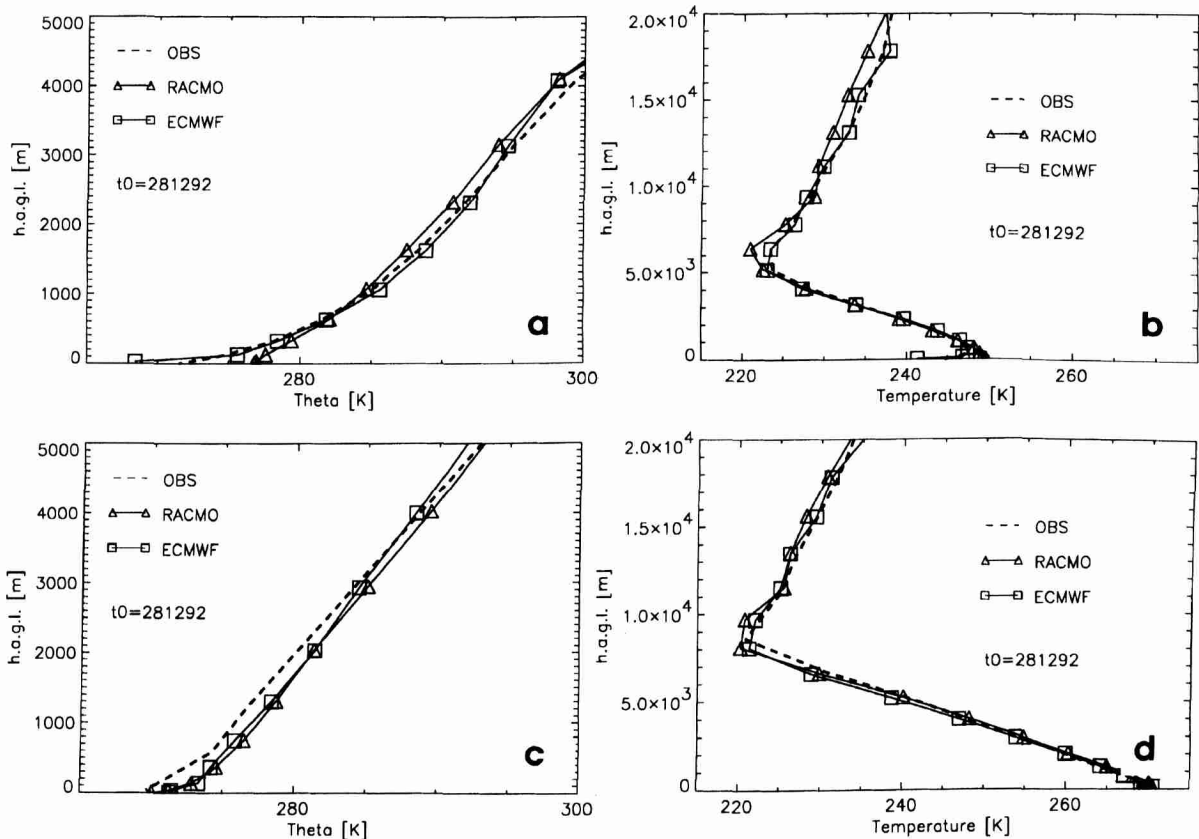 5000
4000
3000
2000
1000
0
h.a.g.l. [m]
OBS
RACMO
ECMWF
t0=281292
a
280
300
Theta [K]
2.0×10⁴
1.5×10⁴
1.0×10⁴
5.0×10³
0
h.a.g.l. [m]
OBS
RACMO
ECMWF
t0=281292
b
220
240
260
Temperature [K]
5000
4000
3000
2000
1000
0
h.a.g.l. [m]
OBS
RACMO
ECMWF
t0=281292
c
280
300
Theta [K]
2.0×10⁴
1.5×10⁴
1.0×10⁴
5.0×10³
0
h.a.g.l. [m]
OBS
RACMO
ECMWF
t0=281292
d
220
240
260
Temperature [K]